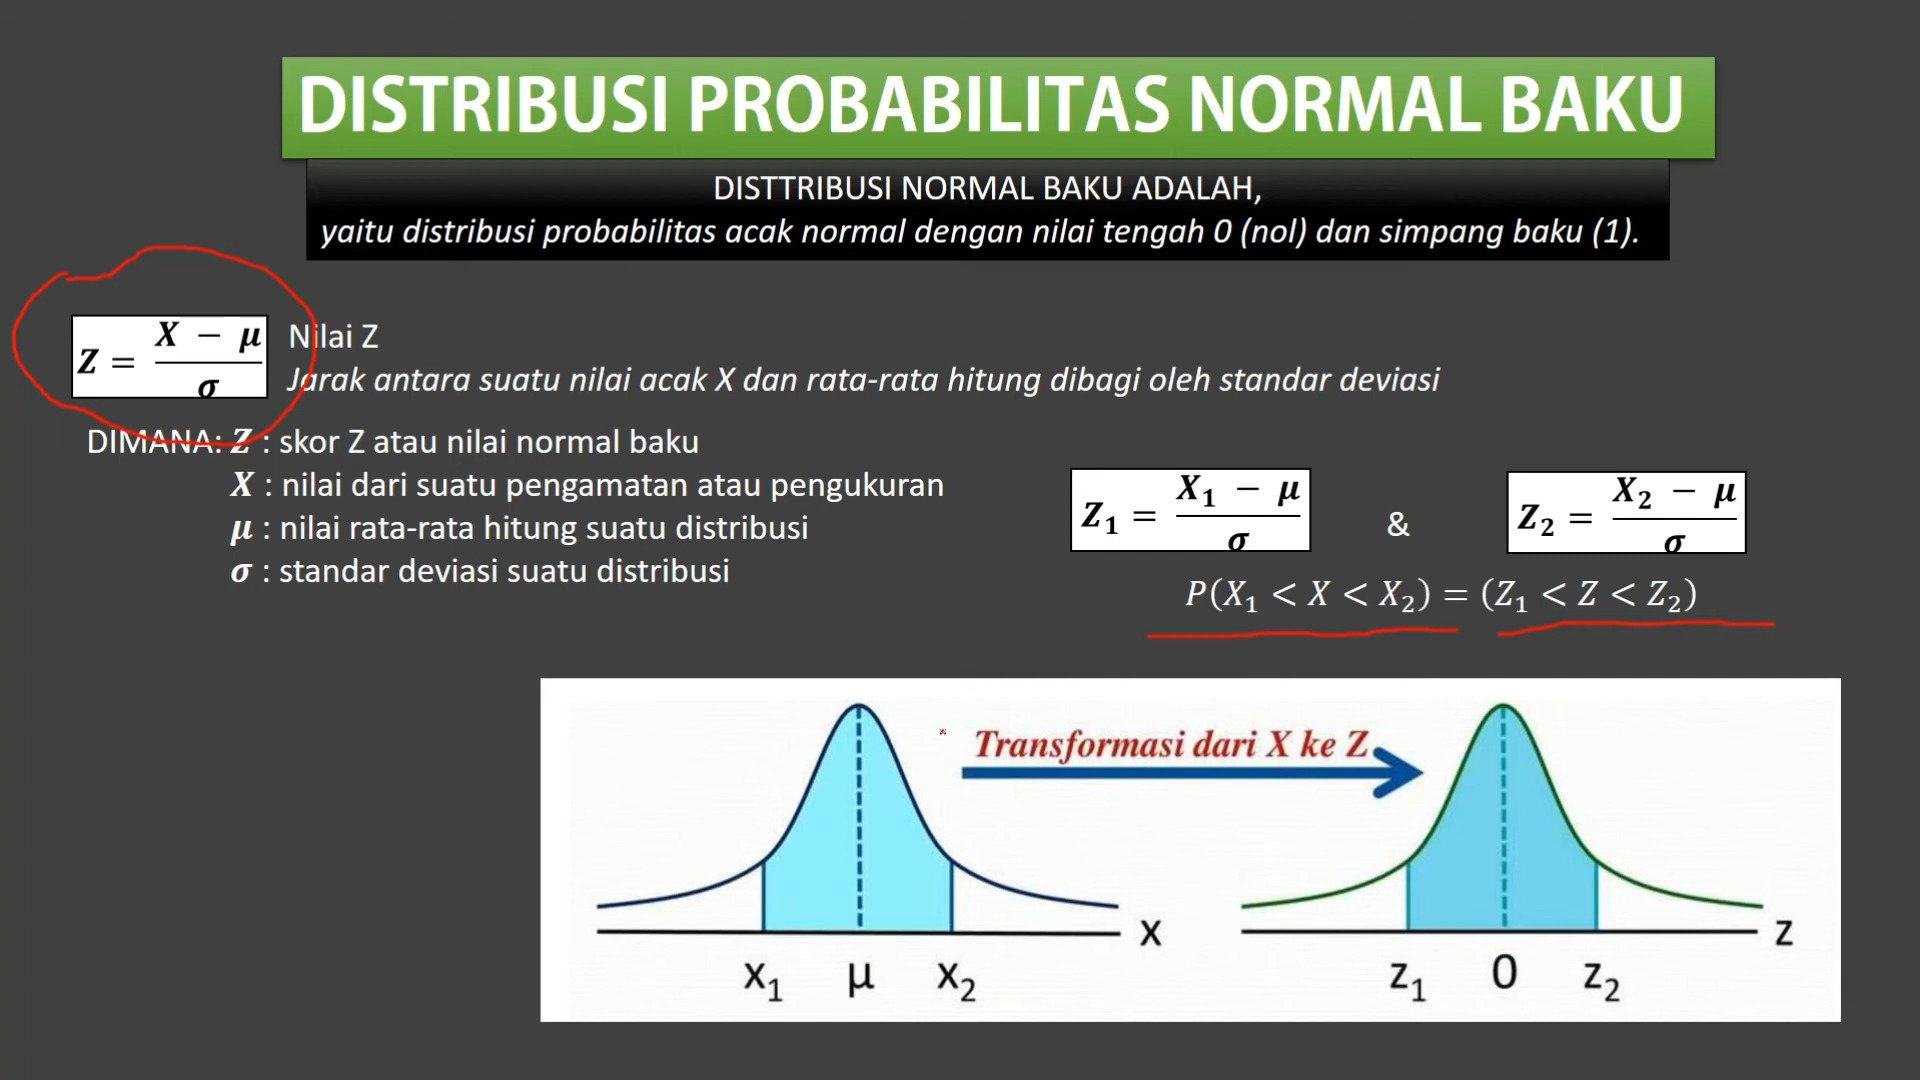 DISTRIBUSI PROBABILITAS NORMAL BAKU
DISTTRIBUSI NORMAL BAKU ADALAH,
yaitu distribusi probabilitas acak normal dengan nilai tengah 0 (nol) dan simpang baku (1).
Z = (X − μ) / σ
Nilai Z
Jarak antara suatu nilai acak X dan rata-rata hitung dibagi oleh standar deviasi
DIMANA: Z : skor Z atau nilai normal baku
X : nilai dari suatu pengamatan atau pengukuran
μ : nilai rata-rata hitung suatu distribusi
σ : standar deviasi suatu distribusi
Z₁ = (X₁ − μ) / σ & Z₂ = (X₂ − μ) / σ
P(X₁ < X < X₂) = (Z₁ < Z < Z₂)
Transformasi dari X ke Z
x z
x₁ μ x₂ z₁ 0 z₂